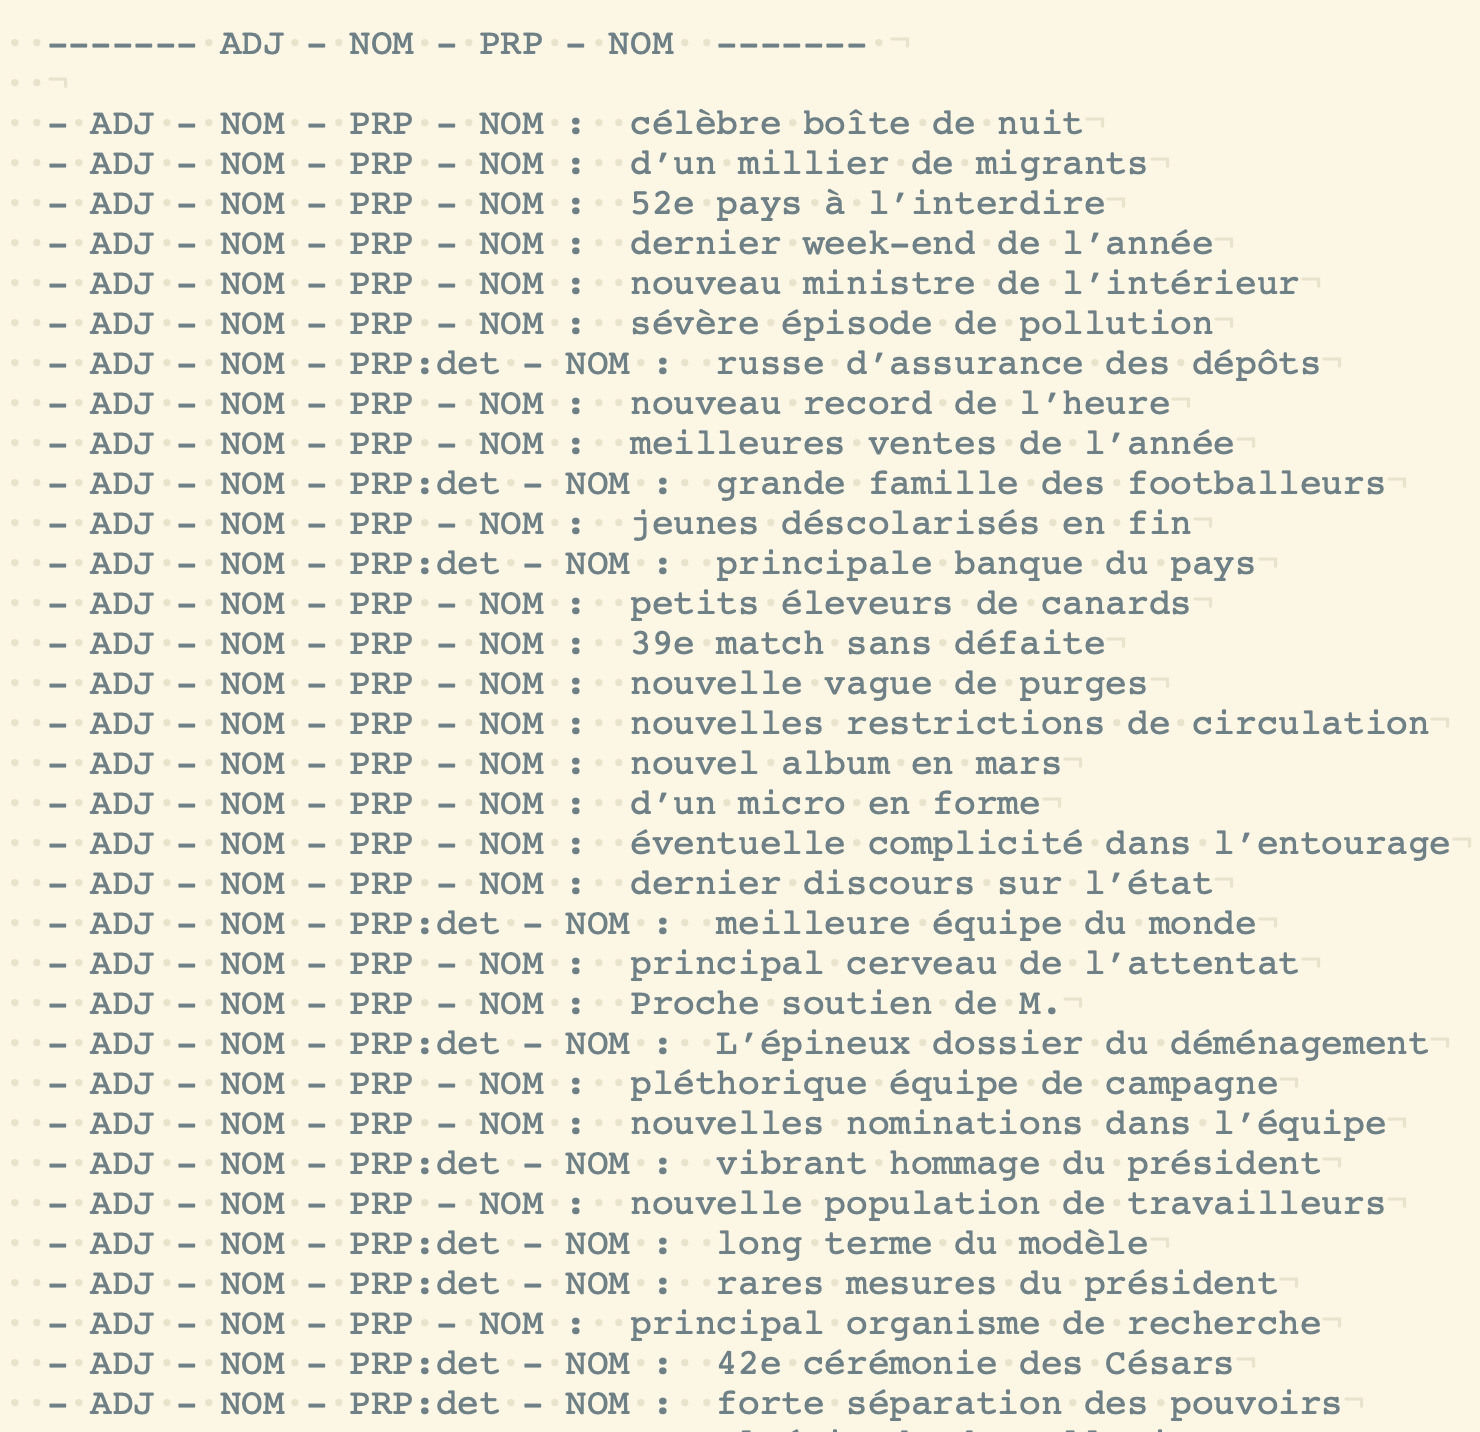 ------- ADJ - NOM - PRP - NOM -------
- ADJ - NOM - PRP - NOM : célèbre boîte de nuit
- ADJ - NOM - PRP - NOM : d’un millier de migrants
- ADJ - NOM - PRP - NOM : 52e pays à l’interdire
- ADJ - NOM - PRP - NOM : dernier week-end de l’année
- ADJ - NOM - PRP - NOM : nouveau ministre de l’intérieur
- ADJ - NOM - PRP - NOM : sévère épisode de pollution
- ADJ - NOM - PRP:det - NOM : russe d’assurance des dépôts
- ADJ - NOM - PRP - NOM : nouveau record de l’heure
- ADJ - NOM - PRP - NOM : meilleures ventes de l’année
- ADJ - NOM - PRP:det - NOM : grande famille des footballeurs
- ADJ - NOM - PRP - NOM : jeunes déscolarisés en fin
- ADJ - NOM - PRP:det - NOM : principale banque du pays
- ADJ - NOM - PRP - NOM : petits éleveurs de canards
- ADJ - NOM - PRP - NOM : 39e match sans défaite
- ADJ - NOM - PRP - NOM : nouvelle vague de purges
- ADJ - NOM - PRP - NOM : nouvelles restrictions de circulation
- ADJ - NOM - PRP - NOM : nouvel album en mars
- ADJ - NOM - PRP - NOM : d’un micro en forme
- ADJ - NOM - PRP - NOM : éventuelle complicité dans l’entourage
- ADJ - NOM - PRP - NOM : dernier discours sur l’état
- ADJ - NOM - PRP:det - NOM : meilleure équipe du monde
- ADJ - NOM - PRP - NOM : principal cerveau de l’attentat
- ADJ - NOM - PRP - NOM : Proche soutien de M.
- ADJ - NOM - PRP:det - NOM : L’épineux dossier du déménagement
- ADJ - NOM - PRP - NOM : pléthorique équipe de campagne
- ADJ - NOM - PRP - NOM : nouvelles nominations dans l’équipe
- ADJ - NOM - PRP:det - NOM : vibrant hommage du président
- ADJ - NOM - PRP - NOM : nouvelle population de travailleurs
- ADJ - NOM - PRP:det - NOM : long terme du modèle
- ADJ - NOM - PRP:det - NOM : rares mesures du président
- ADJ - NOM - PRP - NOM : principal organisme de recherche
- ADJ - NOM - PRP:det - NOM : 42e cérémonie des Césars
- ADJ - NOM - PRP:det - NOM : forte séparation des pouvoirs